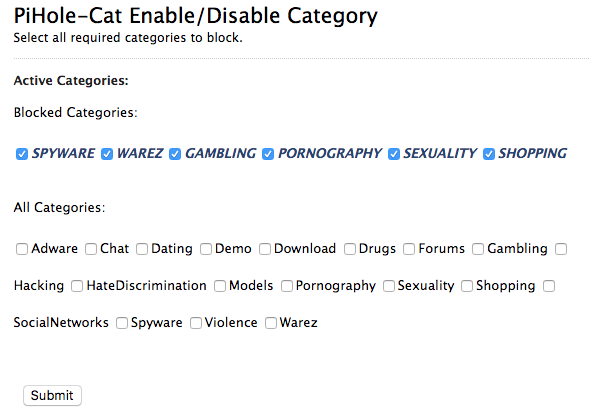 PiHole-Cat Enable/Disable Category
Select all required categories to block.
Active Categories:
Blocked Categories:
SPYWARE WAREZ GAMBLING PORNOGRAPHY SEXUALITY SHOPPING
All Categories:
Adware Chat Dating Demo Download Drugs Forums Gambling
Hacking HateDiscrimination Models Pornography Sexuality Shopping
SocialNetworks Spyware Violence Warez
Submit